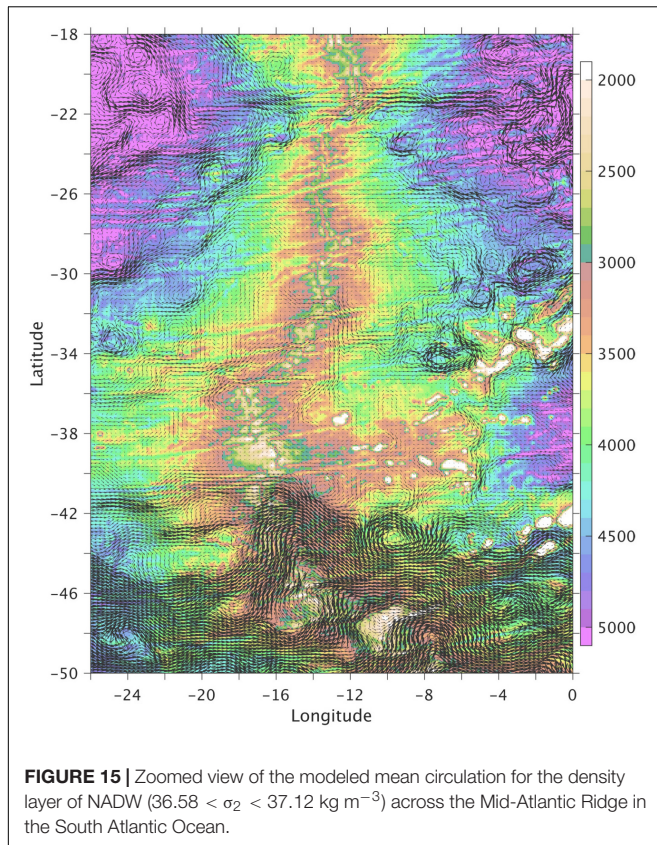 -18
-22
-26
-30
-34
-38
-42
-46
-50
Latitude
-24 -20 -16 -12 -8 -4 0
Longitude
2000
2500
3000
3500
4000
4500
5000
FIGURE 15 | Zoomed view of the modeled mean circulation for the density
layer of NADW (36.58 < σ₂ < 37.12 kg m⁻³) across the Mid-Atlantic Ridge in
the South Atlantic Ocean.